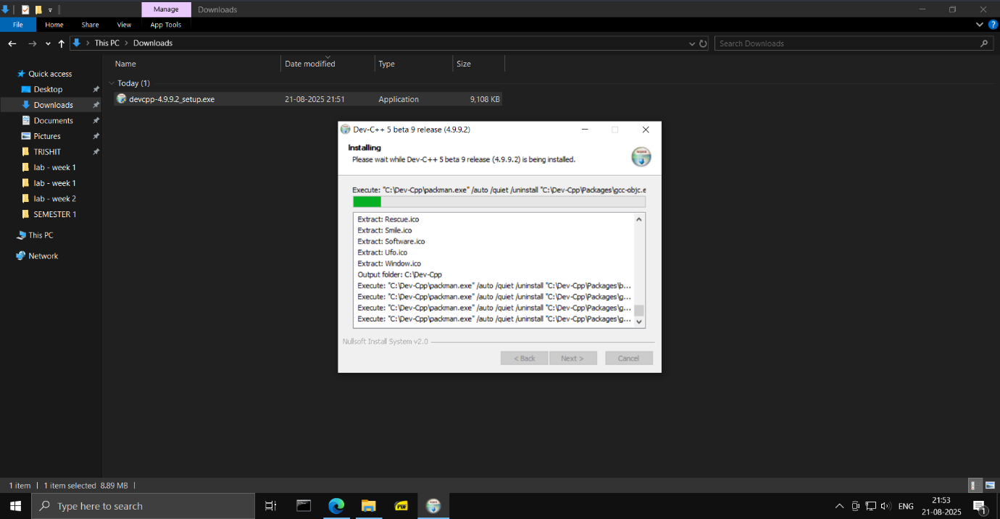 Manage Downloads
File Home Share View App Tools
This PC Downloads Search Downloads
Name Date modified Type Size
Quick access
Desktop
Downloads
Documents
Pictures
TRISHIT
lab - week 1
lab - week 1
lab - week 2
SEMESTER 1
This PC
Network
Today (1)
devcpp-4.9.9.2_setup.exe 21-08-2025 21:51 Application 9,108 KB
Dev-C++ 5 beta 9 release (4.9.9.2)
Installing
Please wait while Dev-C++ 5 beta 9 release (4.9.9.2) is being installed.
Execute: "C:\Dev-Cpp\packman.exe" /auto /quiet /uninstall "C:\Dev-Cpp\Packages\gcc-objc.e
Extract: Rescue.ico
Extract: Smile.ico
Extract: Software.ico
Extract: Ufo.ico
Extract: Window.ico
Output folder: C:\Dev-Cpp
Execute: "C:\Dev-Cpp\packman.exe" /auto /quiet /uninstall "C:\Dev-Cpp\Packages\b...
Execute: "C:\Dev-Cpp\packman.exe" /auto /quiet /uninstall "C:\Dev-Cpp\Packages\g...
Execute: "C:\Dev-Cpp\packman.exe" /auto /quiet /uninstall "C:\Dev-Cpp\Packages\g...
Execute: "C:\Dev-Cpp\packman.exe" /auto /quiet /uninstall "C:\Dev-Cpp\Packages\g...
Nullsoft Install System v2.0
< Back Next > Cancel
1 item 1 item selected 8.89 MB
Type here to search
PDF
ENG
21:53
21-08-2025
1